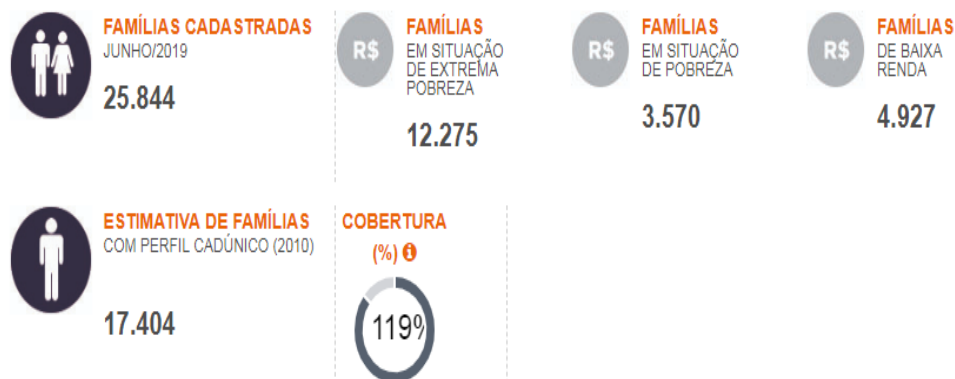 FAMÍLIAS CADASTRADAS
JUNHO/2019
25.844
R$
FAMÍLIAS
EM SITUAÇÃO
DE EXTREMA
POBREZA
12.275
R$
FAMÍLIAS
EM SITUAÇÃO
DE POBREZA
3.570
R$
FAMÍLIAS
DE BAIXA
RENDA
4.927
ESTIMATIVA DE FAMÍLIAS
COM PERFIL CADÚNICO (2010)
17.404
COBERTURA
(%) i
119%